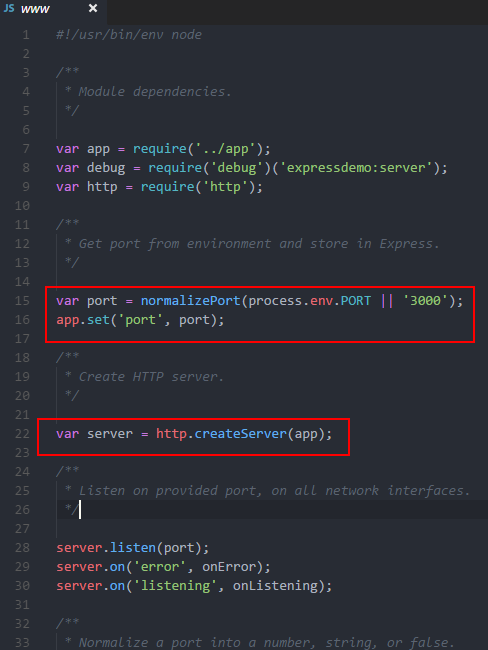 JS www ×
1 #!/usr/bin/env node
2
3 /**
4  * Module dependencies.
5  */
6
7 var app = require('../app');
8 var debug = require('debug')('expressdemo:server');
9 var http = require('http');
10
11 /**
12  * Get port from environment and store in Express.
13  */
14
15 var port = normalizePort(process.env.PORT || '3000');
16 app.set('port', port);
17
18 /**
19  * Create HTTP server.
20  */
21
22 var server = http.createServer(app);
23
24 /**
25  * Listen on provided port, on all network interfaces.
26  */
27
28 server.listen(port);
29 server.on('error', onError);
30 server.on('listening', onListening);
31
32 /**
33  * Normalize a port into a number, string, or false.